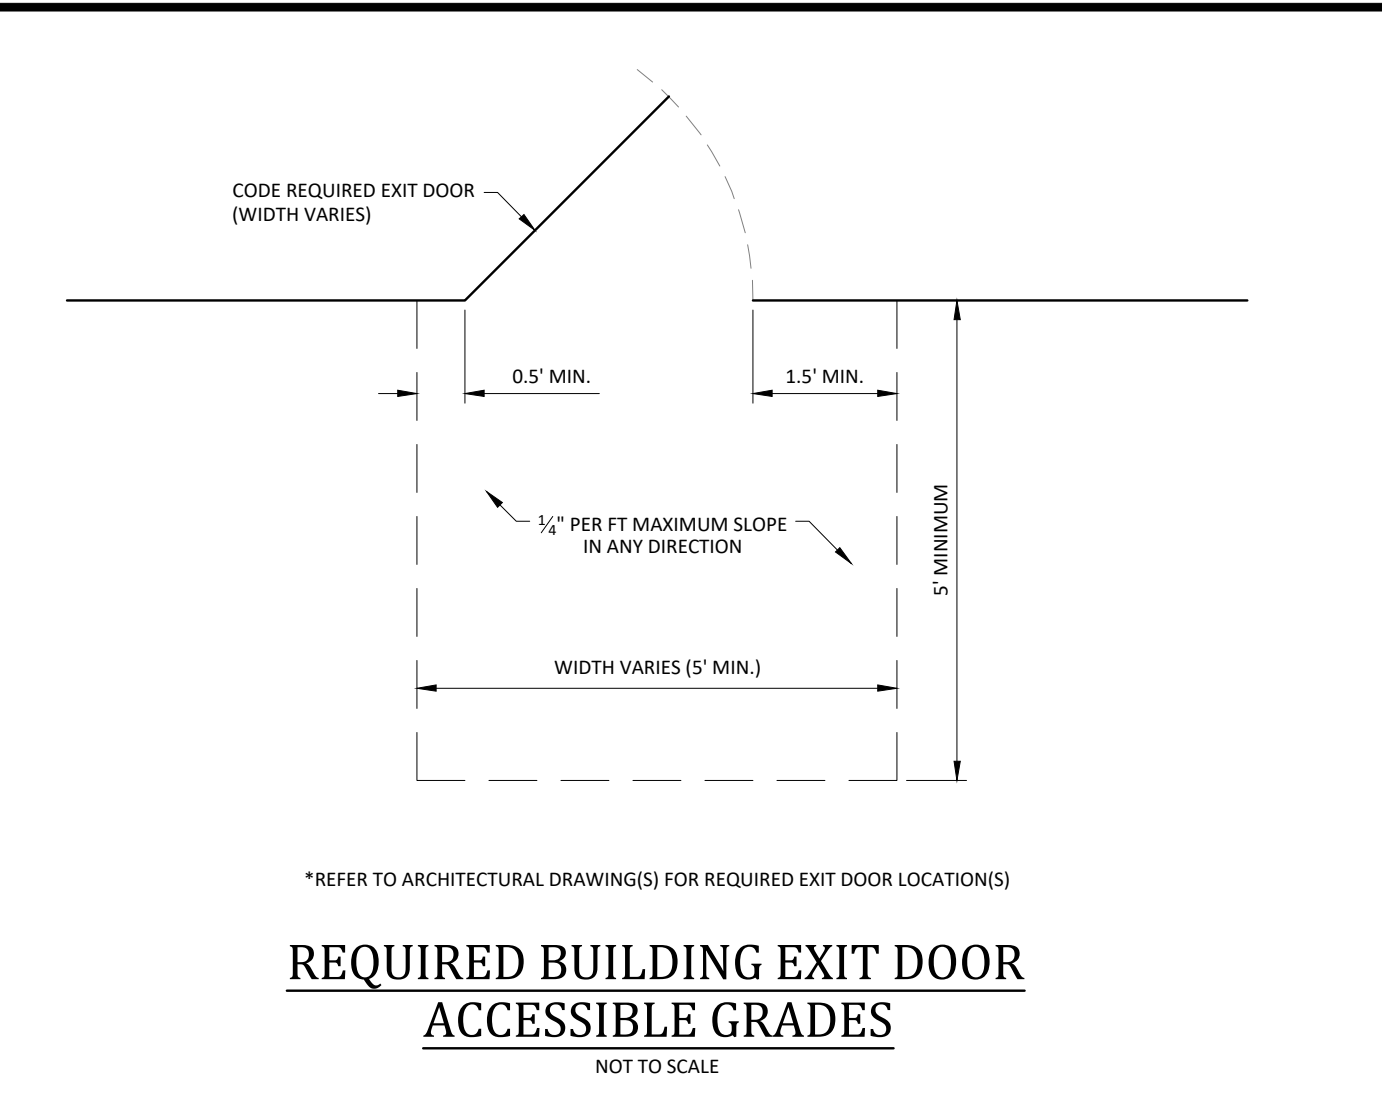 CODE REQUIRED EXIT DOOR
(WIDTH VARIES)
0.5' MIN.
1.5' MIN.
¼" PER FT MAXIMUM SLOPE
IN ANY DIRECTION
5' MINIMUM
WIDTH VARIES (5' MIN.)
*REFER TO ARCHITECTURAL DRAWING(S) FOR REQUIRED EXIT DOOR LOCATION(S)
REQUIRED BUILDING EXIT DOOR
ACCESSIBLE GRADES
NOT TO SCALE